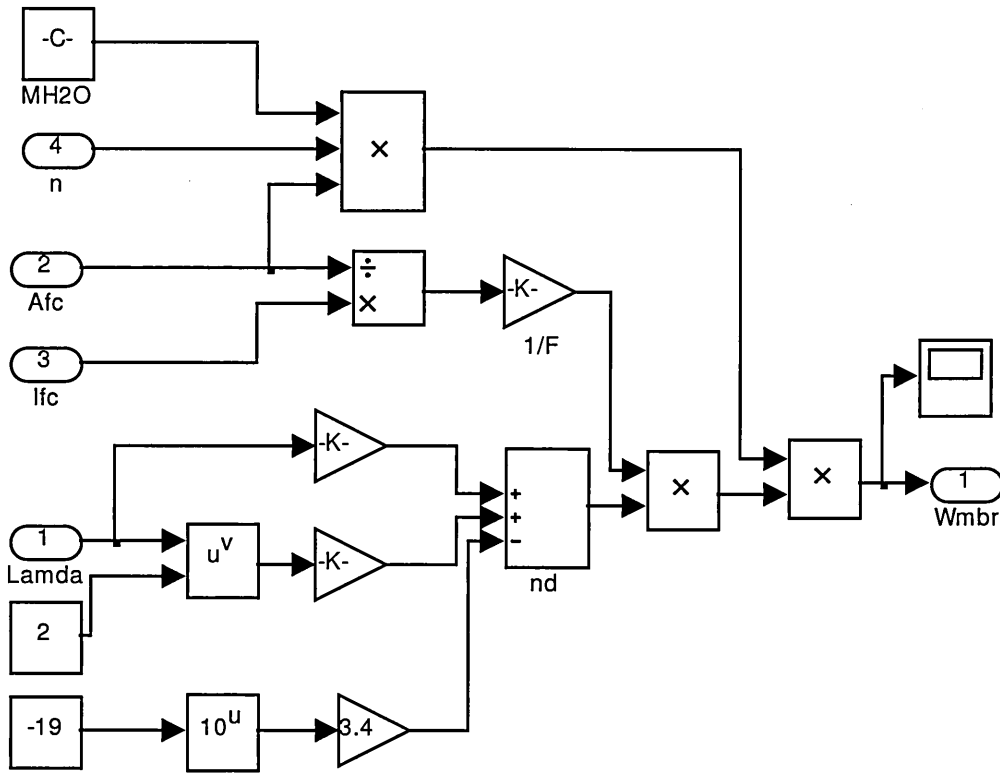 -C-
MH2O
4
n
×
2
Afc
÷
×
-K-
1/F
3
Ifc
-K-
+
+
−
nd
×
×
1
Wmbr
1
Lamda
u^v
-K-
2
-19
10^u
3.4